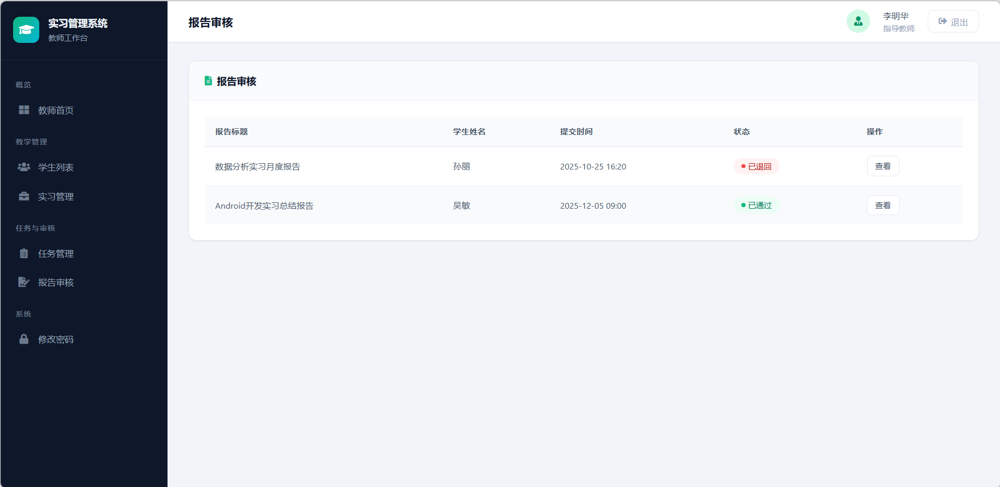 实习管理系统
教师工作台
概览
教师首页
教学管理
学生列表
实习管理
任务与审核
任务管理
报告审核
系统
修改密码
报告审核
李明华
指导教师
退出
报告审核
报告标题 学生姓名 提交时间 状态 操作
数据分析实习月度报告 孙丽 2025-10-25 16:20 已退回 查看
Android开发实习总结报告 吴敏 2025-12-05 09:00 已通过 查看